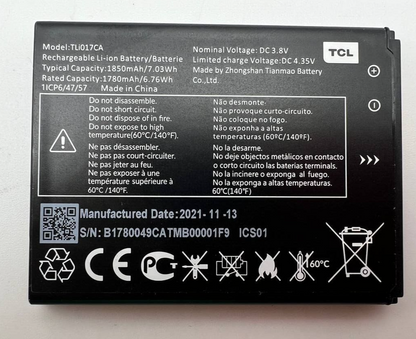 Model: TLi017CA
Rechargeable Li-ion Battery/Batterie
Typical Capacity: 1850mAh/7.03Wh
Rated Capacity: 1780mAh/6.76Wh
1ICP6/47/57 Made in China
Nominal Voltage: DC 3.8V
Limited Charge Voltage: DC 4.35V
Made by Zhongshan Tianmao Battery
Co.,Ltd.
TCL
Do not disassemble.
Do not short circuit.
Do not dispose of in fire.
Do not expose to high
temperature (60℃/140℉).
Ne pas désassembler.
Ne pas court-circuiter.
Ne pas jeter au feu.
Ne pas exposer à une
température supérieure à
60℃ /140℉.
Não desmonte·
Não provoque curto-circuito.
Não coloque no fogo.
Não exponha a altas
temperaturas (60℃/140℉).
No desarme.
No deje objetos metálicos en contacto
o cortocircuite las baterías.
No la incinere o exponga al fuego.
No exponga a altas temperaturas(60℃/
140℉)
>>>
Manufactured Date:2021- 11 -13
S/N: B1780049CATMB00001F9 ICS01
60℃